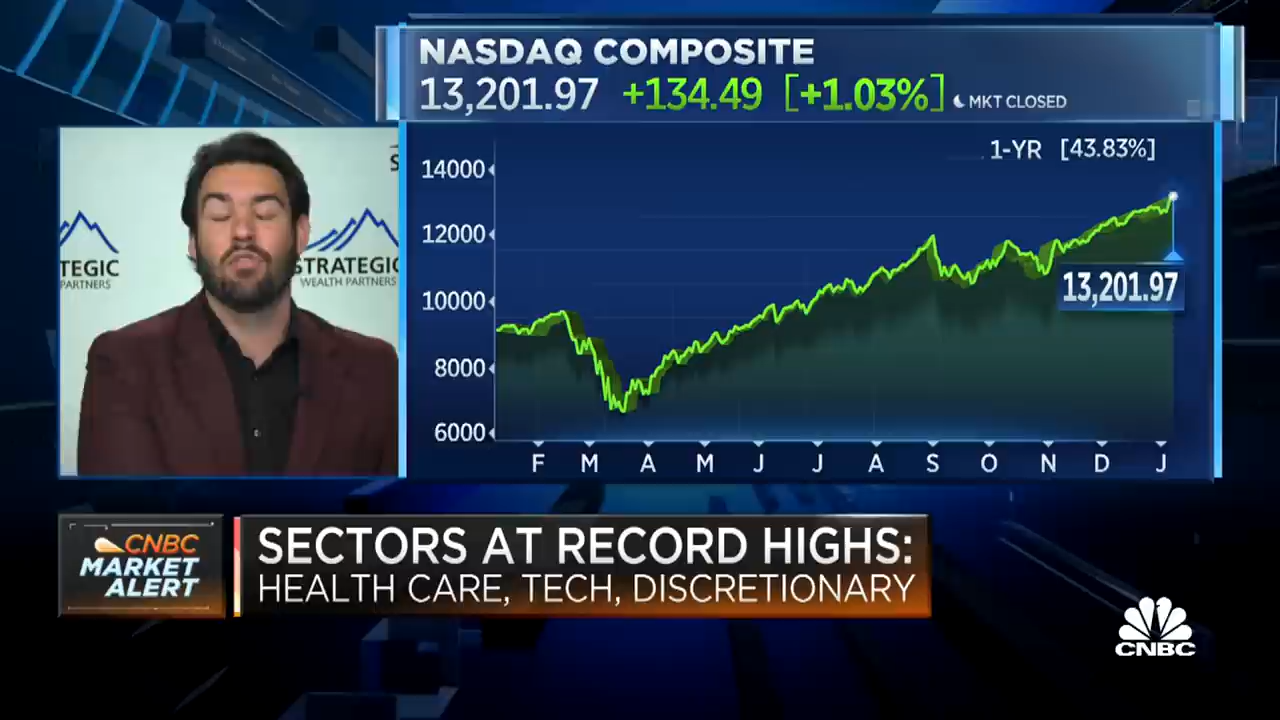 NASDAQ COMPOSITE
13,201.97 +134.49 [+1.03%] MKT CLOSED
1-YR [43.83%]
14000
12000
10000
8000
6000
13,201.97
F M A M J J A S O N D J
S
TEGIC
PARTNERS
STRATEGIC
WEALTH PARTNERS
CNBC
MARKET
ALERT
SECTORS AT RECORD HIGHS:
HEALTH CARE, TECH, DISCRETIONARY
CNBC